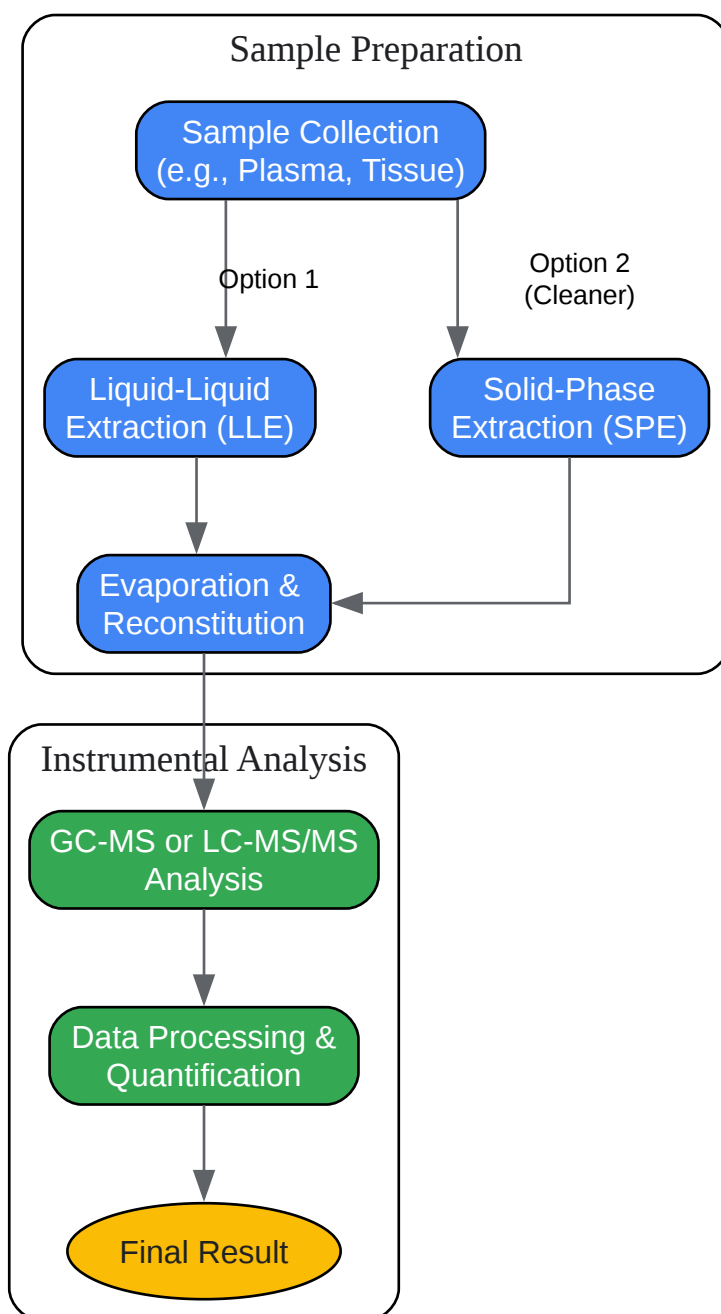 Sample Preparation
Sample Collection
(e.g., Plasma, Tissue)
Option 1
Option 2
(Cleaner)
Liquid-Liquid
Extraction (LLE)
Solid-Phase
Extraction (SPE)
Evaporation &
Reconstitution
Instrumental Analysis
GC-MS or LC-MS/MS
Analysis
Data Processing &
Quantification
Final Result